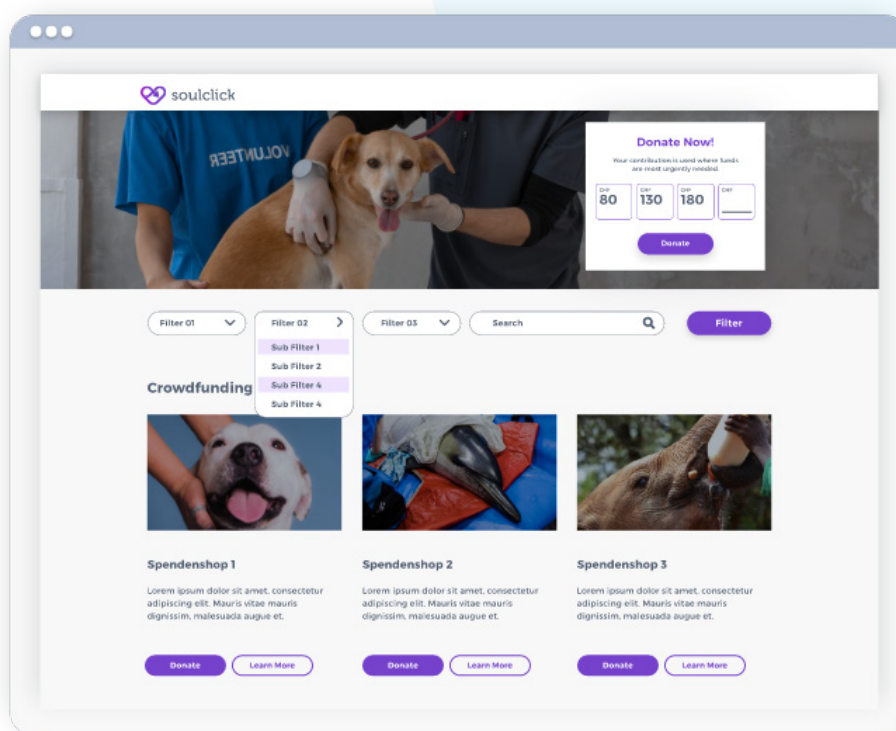 soulclick
VOLUNTEER
Donate Now!
Your contribution is used where funds
are most urgently needed.
CHF CHF CHF CHF
80 130 180
Donate
Filter 01 Filter 02 Filter 03 Search Filter
Sub Filter 1
Sub Filter 2
Sub Filter 4
Sub Filter 4
Crowdfunding
Spendenshop 1
Lorem ipsum dolor sit amet, consectetur
adipiscing elit. Mauris vitae mauris
dignissim, malesuada augue et.
Donate Learn More
Spendenshop 2
Lorem ipsum dolor sit amet, consectetur
adipiscing elit. Mauris vitae mauris
dignissim, malesuada augue et.
Donate Learn More
Spendenshop 3
Lorem ipsum dolor sit amet, consectetur
adipiscing elit. Mauris vitae mauris
dignissim, malesuada augue et.
Donate Learn More